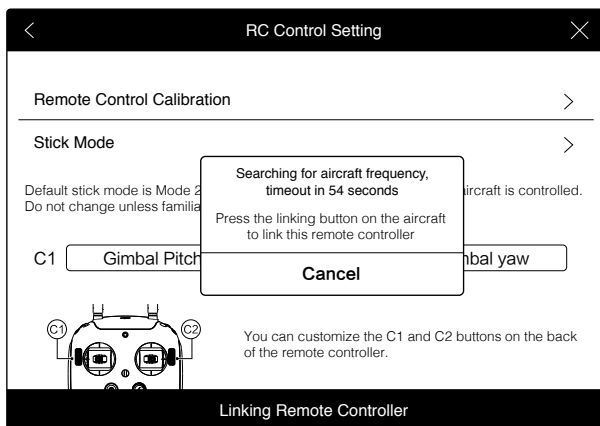 RC Control Setting
Remote Control Calibration
Stick Mode
Searching for aircraft frequency,
timeout in 54 seconds
Press the linking button on the aircraft
to link this remote controller
Cancel
Default stick mode is Mode 2 ircraft is controlled.
Do not change unless familia
C1 Gimbal Pitch bal yaw
C1 C2
You can customize the C1 and C2 buttons on the back
of the remote controller.
Linking Remote Controller